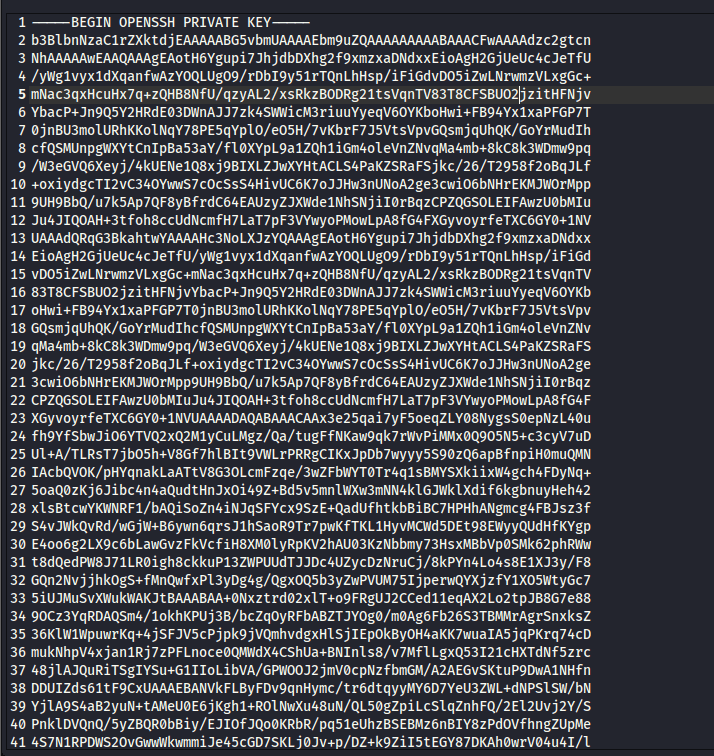 1 -----BEGIN OPENSSH PRIVATE KEY-----
2 b3BlbnNzaC1rZXktdjEAAAAABG5vbmUAAAAEbm9uZQAAAAAAAAABAAACFwAAAAdzc2gtcn
3 NhAAAAAwEAAQAAAgEAotH6Ygupi7JhjdbDXhg2f9xmzxaDNdxxEioAgH2GjUeUc4cJeTfU
4 /yWg1vyx1dXqanfwAzYOQLUgO9/rDbI9y51rTQnLhHsp/iFiGdvDO5iZwLNrwmzVLxgGc+
5 mNac3qxHcuHx7q+zQHB8NfU/qzyAL2/xsRkzBODRg21tsVqnTV83T8CFSBUO2jzitHFNjv
6 YbacP+Jn9Q5Y2HRdE03DWnAJJ7zk4SWWicM3riuuYyeqV6OYKboHwi+FB94Yx1xaPFGP7T
7 0jnBU3molURhKKolNqY78PE5qYplO/eO5H/7vKbrF7J5VtsVpvGQsmjqUhQK/GoYrMudIh
8 cfQSMUnpgWXYtCnIpBa53aY/fl0XYpL9a1ZQh1iGm4oleVnZNvqMa4mb+8kC8k3WDmw9pq
9 /W3eGVQ6Xeyj/4kUENe1Q8xj9BIXLZJwXYHtACLS4PaKZSRaFSjkc/26/T2958f2oBqJLf
10 +oxiydgcTI2vC34OYwwS7cOcSsS4HivUC6K7oJJHw3nUNoA2ge3cwiO6bNHrEKMJWOrMpp
11 9UH9BbQ/u7k5Ap7QF8yBfrdC64EAUzyZJXWde1NhSNjiI0rBqzCPZQGSOLEIFAwzU0bMIu
12 Ju4JIQOAH+3tfoh8ccUdNcmfH7LaT7pF3VYwyoPMowLpA8fG4FXGyvoyrfeTXC6GY0+1NV
13 UAAAdQRqG3BkahtwYAAAAHc3NoLXJzYQAAAgEAotH6Ygupi7JhjdbDXhg2f9xmzxaDNdxx
14 EioAgH2GjUeUc4cJeTfU/yWg1vyx1dXqanfwAzYOQLUgO9/rDbI9y51rTQnLhHsp/iFiGd
15 vDO5iZwLNrwmzVLxgGc+mNac3qxHcuHx7q+zQHB8NfU/qzyAL2/xsRkzBODRg21tsVqnTV
16 83T8CFSBUO2jzitHFNjvYbacP+Jn9Q5Y2HRdE03DWnAJJ7zk4SWWicM3riuuYyeqV6OYKb
17 oHwi+FB94Yx1xaPFGP7T0jnBU3molURhKKolNqY78PE5qYplO/eO5H/7vKbrF7J5VtsVpv
18 GQsmjqUhQK/GoYrMudIhcfQSMUnpgWXYtCnIpBa53aY/fl0XYpL9a1ZQh1iGm4oleVnZNv
19 qMa4mb+8kC8k3WDmw9pq/W3eGVQ6Xeyj/4kUENe1Q8xj9BIXLZJwXYHtACLS4PaKZSRaFS
20 jkc/26/T2958f2oBqJLf+oxiydgcTI2vC34OYwwS7cOcSsS4HivUC6K7oJJHw3nUNoA2ge
21 3cwiO6bNHrEKMJWOrMpp9UH9BbQ/u7k5Ap7QF8yBfrdC64EAUzyZJXWde1NhSNjiI0rBqz
22 CPZQGSOLEIFAwzU0bMIuJu4JIQOAH+3tfoh8ccUdNcmfH7LaT7pF3VYwyoPMowLpA8fG4F
23 XGyvoyrfeTXC6GY0+1NVUAAAADAQABAAACAAx3e25qai7yF5oeqZLY08NygsS0epNzL40u
24 fh9YfSbwJiO6YTVQ2xQ2M1yCuLMgz/Qa/tugFfNKaw9qk7rWvPiMMx0Q9O5N5+c3cyV7uD
25 Ul+A/TLRsT7jbO5h+V8Gf7hlBIt9VWLrPRRgCIKxJpDb7wyyy5S90zQ6apBfnpiH0muQMN
26 IAcbQVOK/pHYqnakLaATtV8G3OLcmFzqe/3wZFbWYT0Tr4q1sBMYSXkiixW4gch4FDyNq+
27 5oaQ0zKj6Jibc4n4aQudtHnJxOi49Z+Bd5v5mnlWXw3mNN4klGJWklXdif6kgbnuyHeh42
28 xlsBtcwYKWNRF1/bAQiSoZn4iNJqSFYcx9SzE+QadUfhtkbBiBC7HPHhANgmcg4FBJsz3f
29 S4vJWkQvRd/wGjW+B6ywn6qrsJ1hSaoR9Tr7pwKfTKL1HyvMCWd5DEt98EWyyQUdHfKYgp
30 E4oo6g2LX9c6bLawGvzFkVcfiH8XM0lyRpKV2hAU03KzNbbmy73HsxMBbVp0SMk62phRWw
31 t8dQedPW8J71LR0igh8ckkuP13ZWPUUdTJJDc4UZycDzNruCj/8kPYn4Lo4s8E1XJ3y/F8
32 GQn2NvjjhkOgS+fMnQwfxPl3yDg4g/QgxOQ5b3yZwPVUM75IjperwQYXjzfY1XO5WtyGc7
33 5iUJMuSvXWukWAKJtBAAABAA+0Nxztrd02xlT+o9FRgUJ2CCed11eqAX2Lo2tpJB8G7e88
34 9OCz3YqRDAQSm4/1okhKPUj3B/bcZqOyRFbABZTJYOg0/m0Ag6Fb26S3TBMMrAgrSnxksZ
35 36KlW1WpuwrKq+4jSFJV5cPjpk9jVQmhvdgxHlSjIEpOkByOH4aKK7wuaIA5jqPKrq74cD
36 mukNhpV4xjan1Rj7zPFLnoce0QMWdX4CShUa+BNInls8/v7MflLgxQ53I21cHXTdNf5zrc
37 48jlAJQuRiTSgIYSu+G1IIoLibVA/GPWOOJ2jmV0cpNzfbmGM/A2AEGvSKtuP9DwA1NHfn
38 DDUIZds61tF9CxUAAAEBANVkFLByFDv9qnHymc/tr6dtqyyMY6D7YeU3ZWL+dNPSlSW/bN
39 YjlA9S4aB2yuN+tAMeU0E6jKgh1+ROlNwXu48uN/QL50gZpiLcSlqZnhFQ/2El2Uvj2Y/S
40 PnklDVQnQ/5yZBQR0bBiy/EJIOfJQo0KRbR/pq51eUhzBSEBMz6nBIY8zPdOVfhngZUpMe
41 4S7N1RPDWS2OvGwwWkwmmiJe45cGD7SKLj0Jv+p/DZ+k9ZiI5tEGY87DKAh0wrV04u4I/l